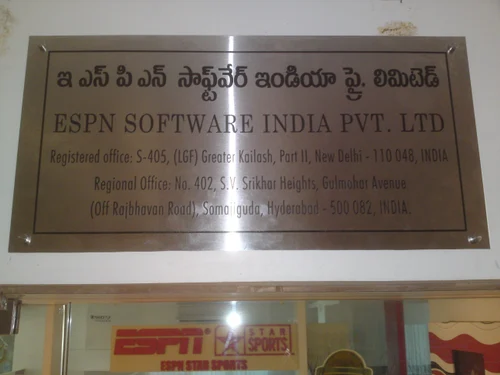 ఇ ఎస్ పి ఎన్ సాఫ్ట్‌వేర్ ఇండియా ప్రై. లిమిటెడ్
ESPN SOFTWARE INDIA PVT. LTD
Registered office: S-405, (LGF) Greater Kailash, Part II, New Delhi - 110 048, INDIA
Regional Office: No. 402, S.V. Srikhar Heights, Gulmohar Avenue
(Off Rajbhavan Road), Somajiguda, Hyderabad - 500 082, INDIA.
ESPN STAR SPORTS
ESPN STAR SPORTS